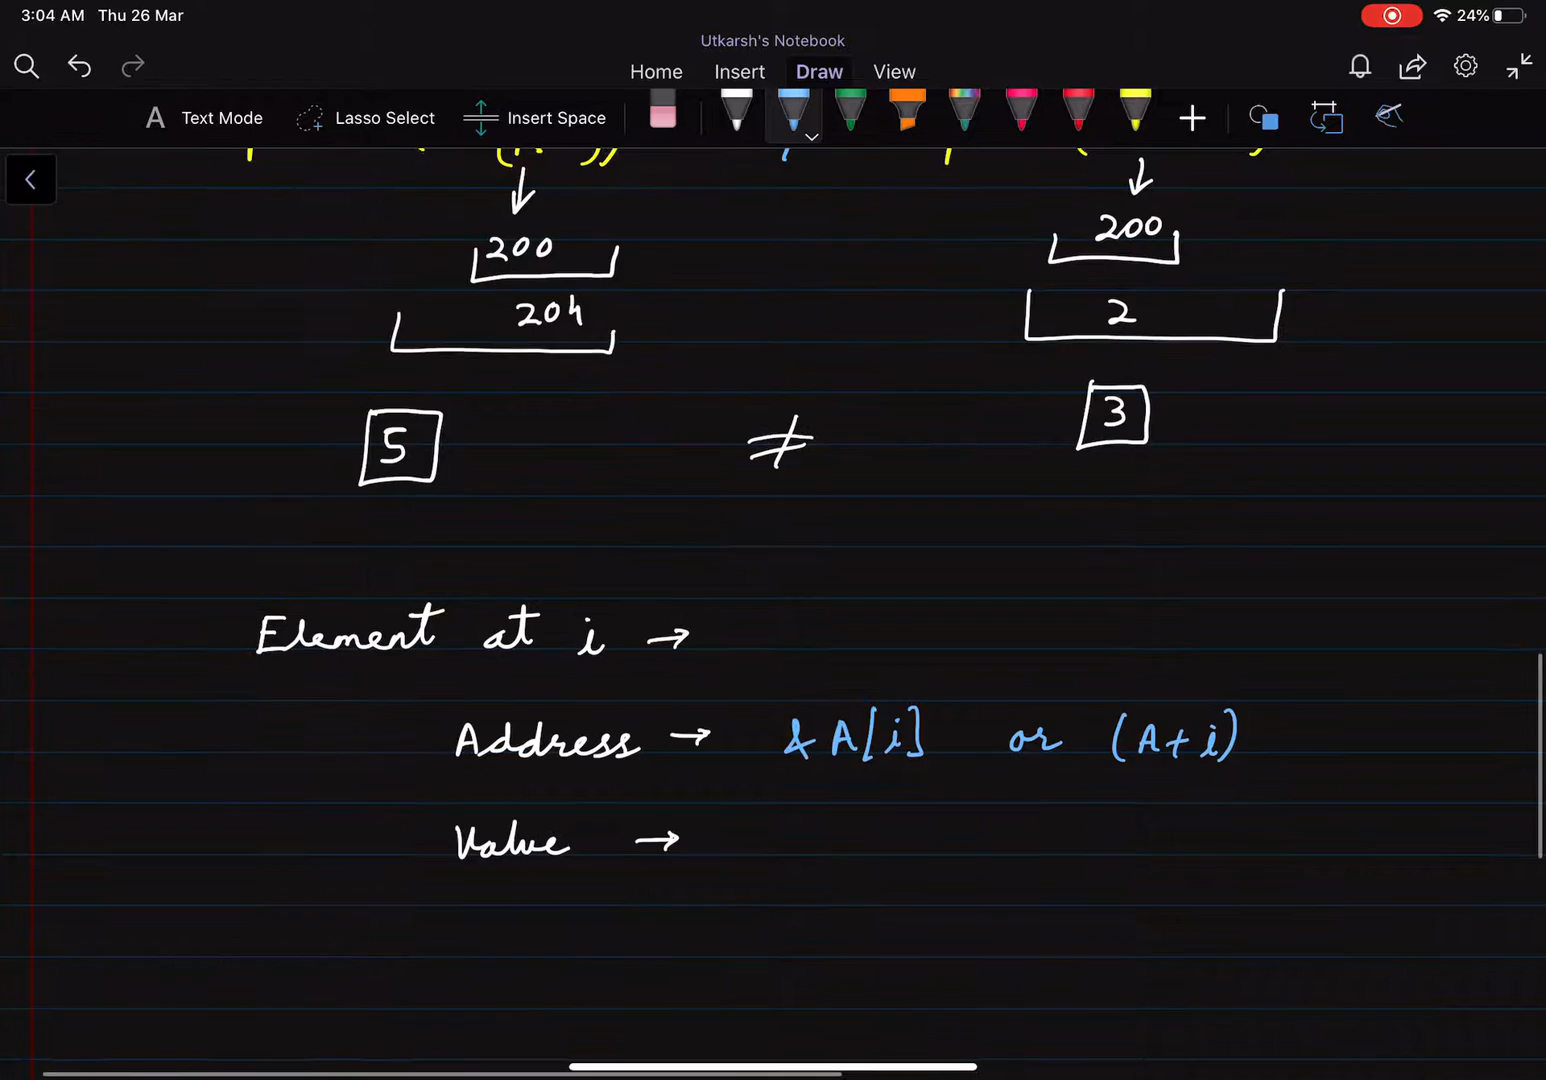 3:04 AM Thu 26 Mar 24%
Utkarsh's Notebook
Home Insert Draw View
A Text Mode Lasso Select Insert Space
200 200
204 2
5 ≠ 3
Element at i →
Address → &A[i] or (A+i)
Value →